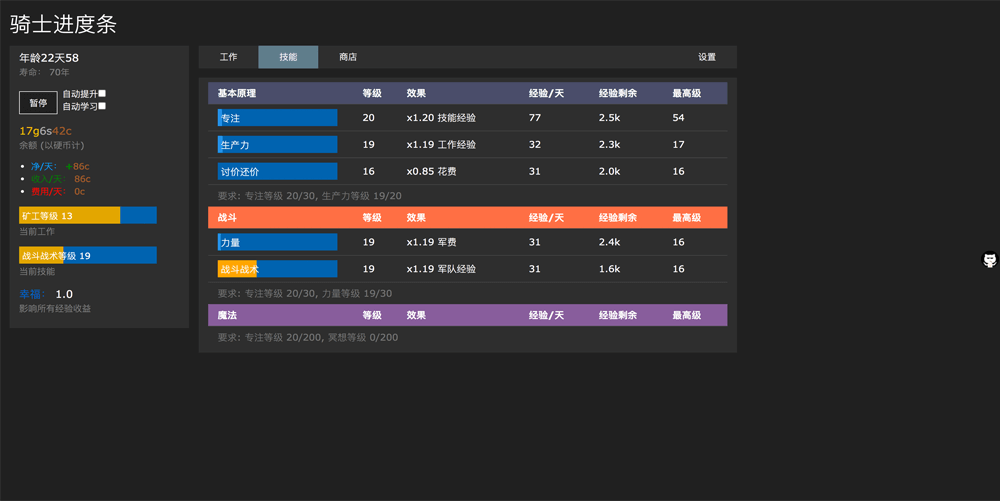 骑士进度条
年龄22天58
寿命： 70年
暂停
自动提升
自动学习
17g6s42c
余额 (以硬币计)
净/天： +86c
收入/天： 86c
费用/天： 0c
矿工等级 13
当前工作
战斗战术等级 19
当前技能
幸福： 1.0
影响所有经验收益
工作 技能 商店 设置
基本原理 等级 效果 经验/天 经验剩余 最高级
专注 20 x1.20 技能经验 77 2.5k 54
生产力 19 x1.19 工作经验 32 2.3k 17
讨价还价 16 x0.85 花费 31 2.0k 16
要求: 专注等级 20/30, 生产力等级 19/20
战斗 等级 效果 经验/天 经验剩余 最高级
力量 19 x1.19 军费 31 2.4k 16
战斗战术 19 x1.19 军队经验 31 1.6k 16
要求: 专注等级 20/30, 力量等级 19/30
魔法 等级 效果 经验/天 经验剩余 最高级
要求: 专注等级 20/200, 冥想等级 0/200